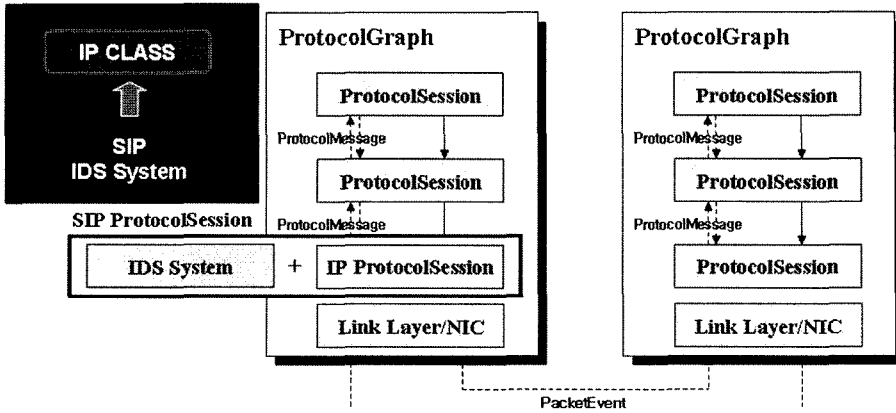 IP CLASS
SIP
IDS System
ProtocolGraph
ProtocolSession
ProtocolMessage
ProtocolSession
ProtocolMessage
SIP ProtocolSession
IDS System + IP ProtocolSession
Link Layer/NIC
ProtocolGraph
ProtocolSession
ProtocolMessage
ProtocolSession
ProtocolMessage
ProtocolSession
Link Layer/NIC
PacketEvent